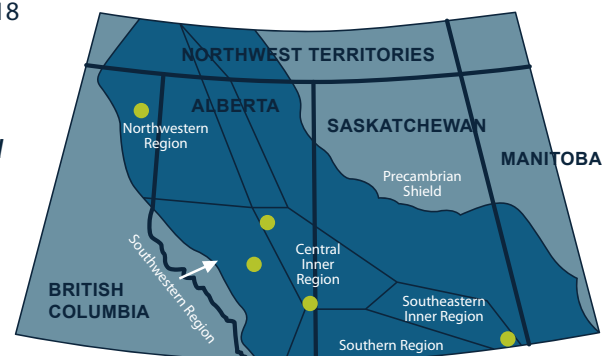 18
NORTHWEST TERRITORIES
ALBERTA
Northwestern
Region
SASKATCHEWAN
MANITOBA
Precambrian
Shield
Southwestern Region
Central
Inner
Region
BRITISH
COLUMBIA
Southeastern
Inner Region
Southern Region